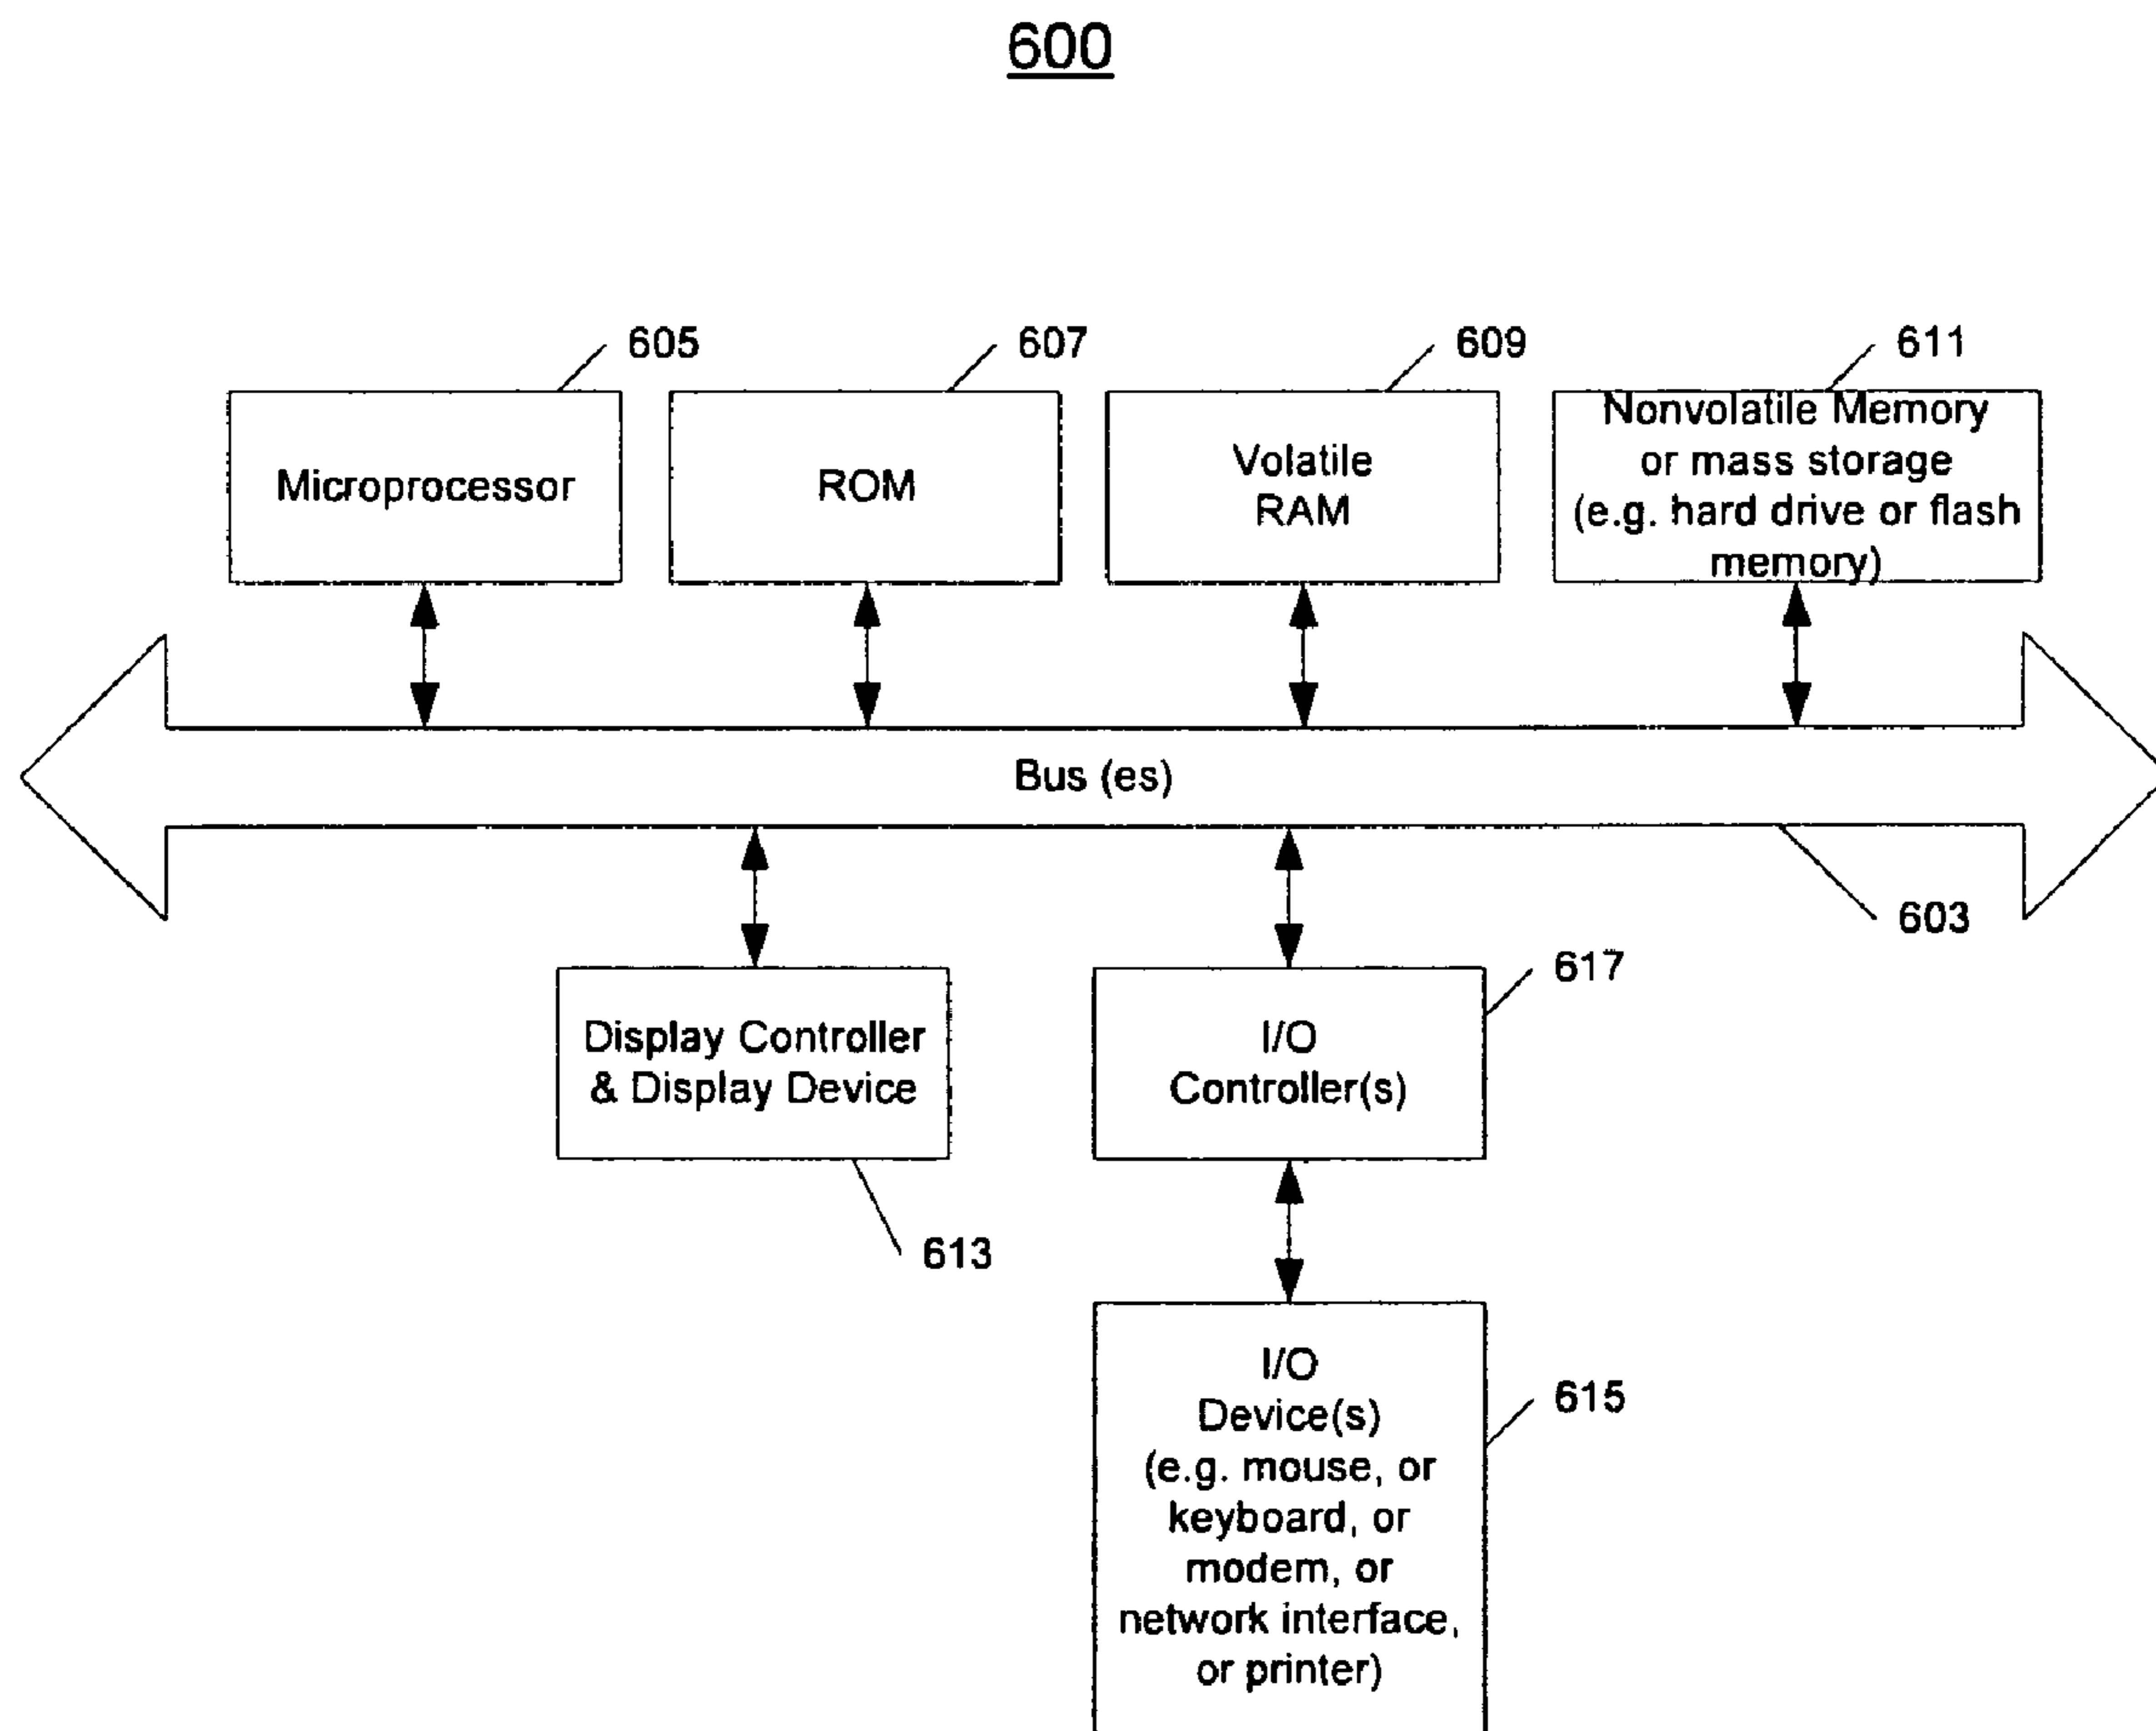 600
605
607
609
611
Microprocessor
ROM
Volatile
RAM
Nonvolatile Memory
or mass storage
(e.g. hard drive or flash
memory)
Bus (es)
603
617
Display Controller
& Display Device
I/O
Controller(s)
613
I/O
Device(s)
(e.g. mouse, or
keyboard, or
modem, or
network interface,
or printer)
615